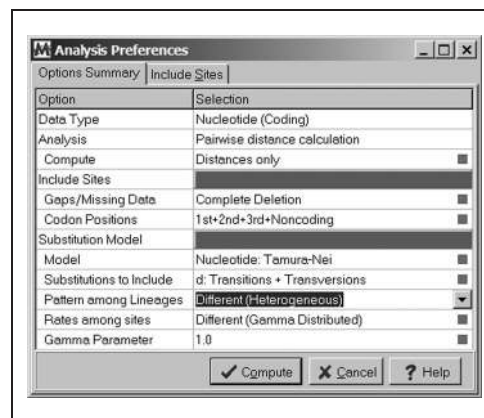 Analysis Preferences
Options Summary Include Sites
Option Selection
Data Type Nucleotide (Coding)
Analysis Pairwise distance calculation
Compute Distances only
Include Sites
Gaps/Missing Data Complete Deletion
Codon Positions 1st+2nd+3rd+Noncoding
Substitution Model
Model Nucleotide: Tamura-Nei
Substitutions to Include d: Transitions + Transversions
Pattern among Lineages Different (Heterogeneous)
Rates among sites Different (Gamma Distributed)
Gamma Parameter 1.0
Compute Cancel ? Help